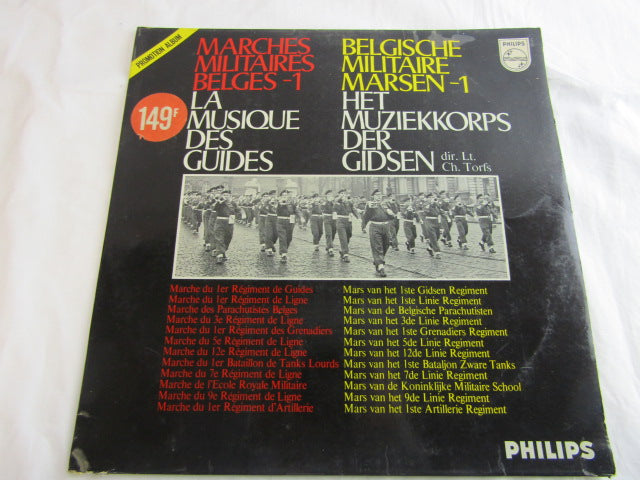 PROMOTION ALBUM
MARCHES
MILITAIRES
BELGES -1
LA
MUSIQUE
DES
GUIDES
149F
BELGISCHE
MILITAIRE
MARSEN -1
HET
MUZIEKKORPS
DER
GIDSEN dir. Lt.
Ch. Torfs
PHILIPS
Marche du 1er Régiment de Guides
Marche du 1er Régiment de Ligne
Marche des Parachutistes Belges
Marche du 3e Régiment de Ligne
Marche du 1er Régiment des Grenadiers
Marche du 5e Régiment de Ligne
Marche du 12e Régiment de Ligne
Marche du 1er Bataillon de Tanks Lourds
Marche du 7e Régiment de Ligne
Marche de l'Ecole Royale Militaire
Marche du 9e Régiment de Ligne
Marche du 1er Régiment d'Artillerie
Mars van het 1ste Gidsen Regiment
Mars van het 1ste Linie Regiment
Mars van de Belgische Parachutisten
Mars van het 3de Linie Regiment
Mars van het 1ste Grenadiers Regiment
Mars van het 5de Linie Regiment
Mars van het 12de Linie Regiment
Mars van het 1ste Bataljon Zware Tanks
Mars van het 7de Linie Regiment
Mars van de Koninklijke Militaire School
Mars van het 9de Linie Regiment
Mars van het 1ste Artillerie Regiment
PHILIPS